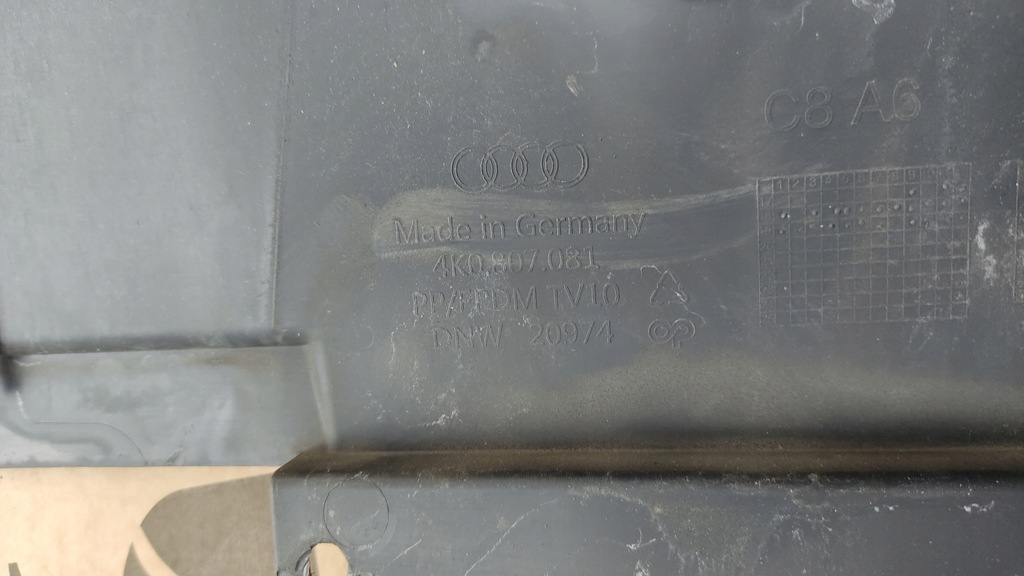 C8 A6
Made in Germany
4K0.807.081
PP/EPDM TV10
DNW 20974